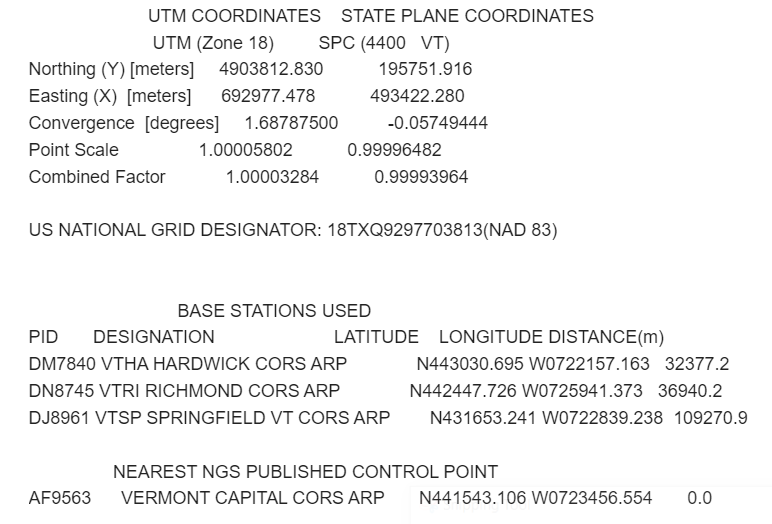 UTM COORDINATES STATE PLANE COORDINATES
UTM (Zone 18) SPC (4400 VT)
Northing (Y) [meters] 4903812.830 195751.916
Easting (X) [meters] 692977.478 493422.280
Convergence [degrees] 1.68787500 -0.05749444
Point Scale 1.00005802 0.99996482
Combined Factor 1.00003284 0.99993964
US NATIONAL GRID DESIGNATOR: 18TXQ9297703813(NAD 83)
BASE STATIONS USED
PID DESIGNATION LATITUDE LONGITUDE DISTANCE(m)
DM7840 VTHA HARDWICK CORS ARP N443030.695 W0722157.163 32377.2
DN8745 VTRI RICHMOND CORS ARP N442447.726 W0725941.373 36940.2
DJ8961 VTSP SPRINGFIELD VT CORS ARP N431653.241 W0722839.238 109270.9
NEAREST NGS PUBLISHED CONTROL POINT
AF9563 VERMONT CAPITAL CORS ARP N441543.106 W0723456.554 0.0